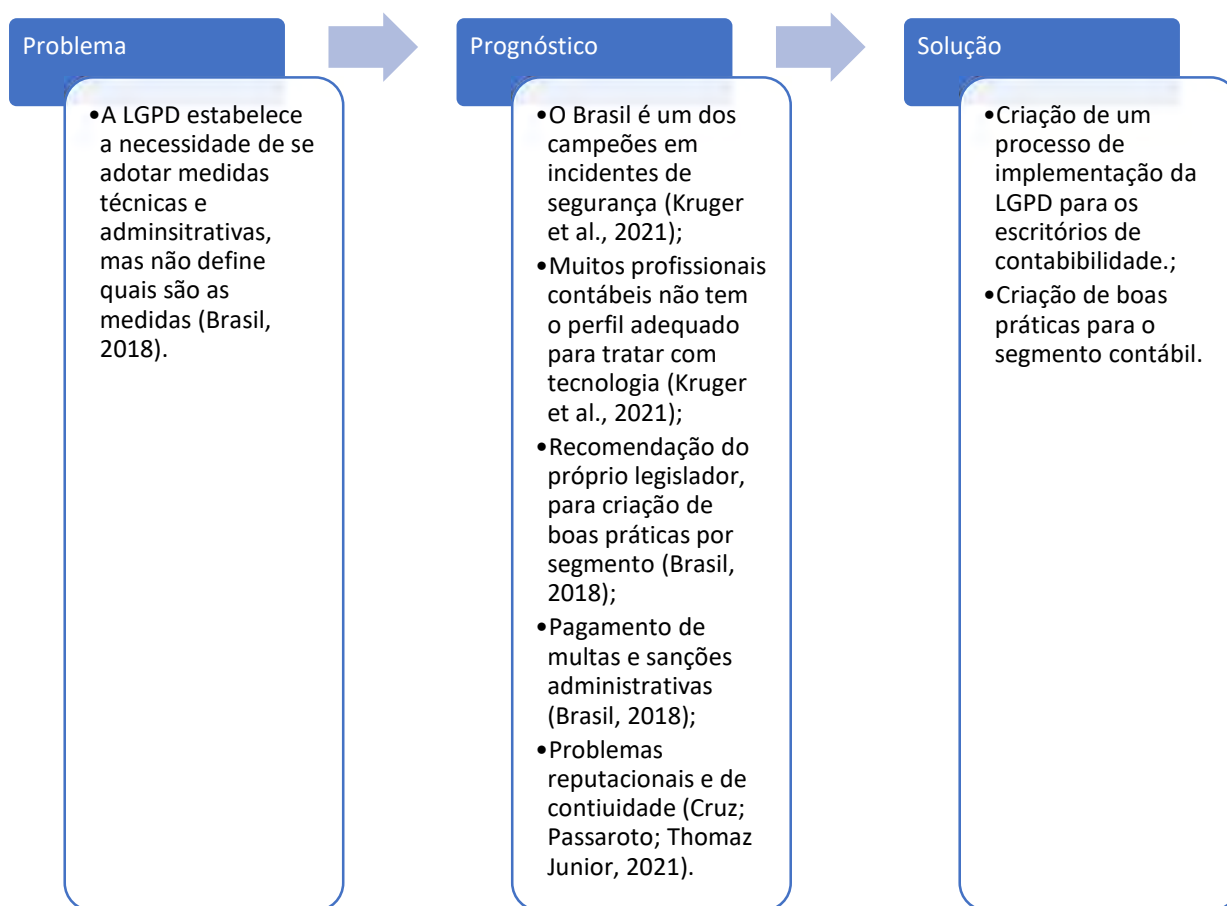 Problema
•A LGPD estabelece
a necessidade de se
adotar medidas
técnicas e
adminsitrativas,
mas não define
quais são as
medidas (Brasil,
2018).
Prognóstico
•O Brasil é um dos
campeões em
incidentes de
segurança (Kruger
et al., 2021);
•Muitos profissionais
contábeis não tem
o perfil adequado
para tratar com
tecnologia (Kruger
et al., 2021);
•Recomendação do
próprio legislador,
para criação de
boas práticas por
segmento (Brasil,
2018);
•Pagamento de
multas e sanções
administrativas
(Brasil, 2018);
•Problemas
reputacionais e de
contiuidade (Cruz;
Passaroto; Thomaz
Junior, 2021).
Solução
•Criação de um
processo de
implementação da
LGPD para os
escritórios de
contabibilidade.;
•Criação de boas
práticas para o
segmento contábil.